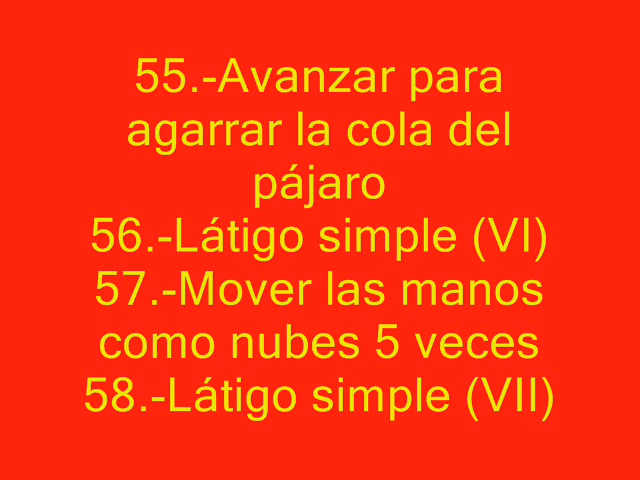 55.-Avanzar para
agarrar la cola del
pájaro
56.-Látigo simple (VI)
57.-Mover las manos
como nubes 5 veces
58.-Látigo simple (VII)